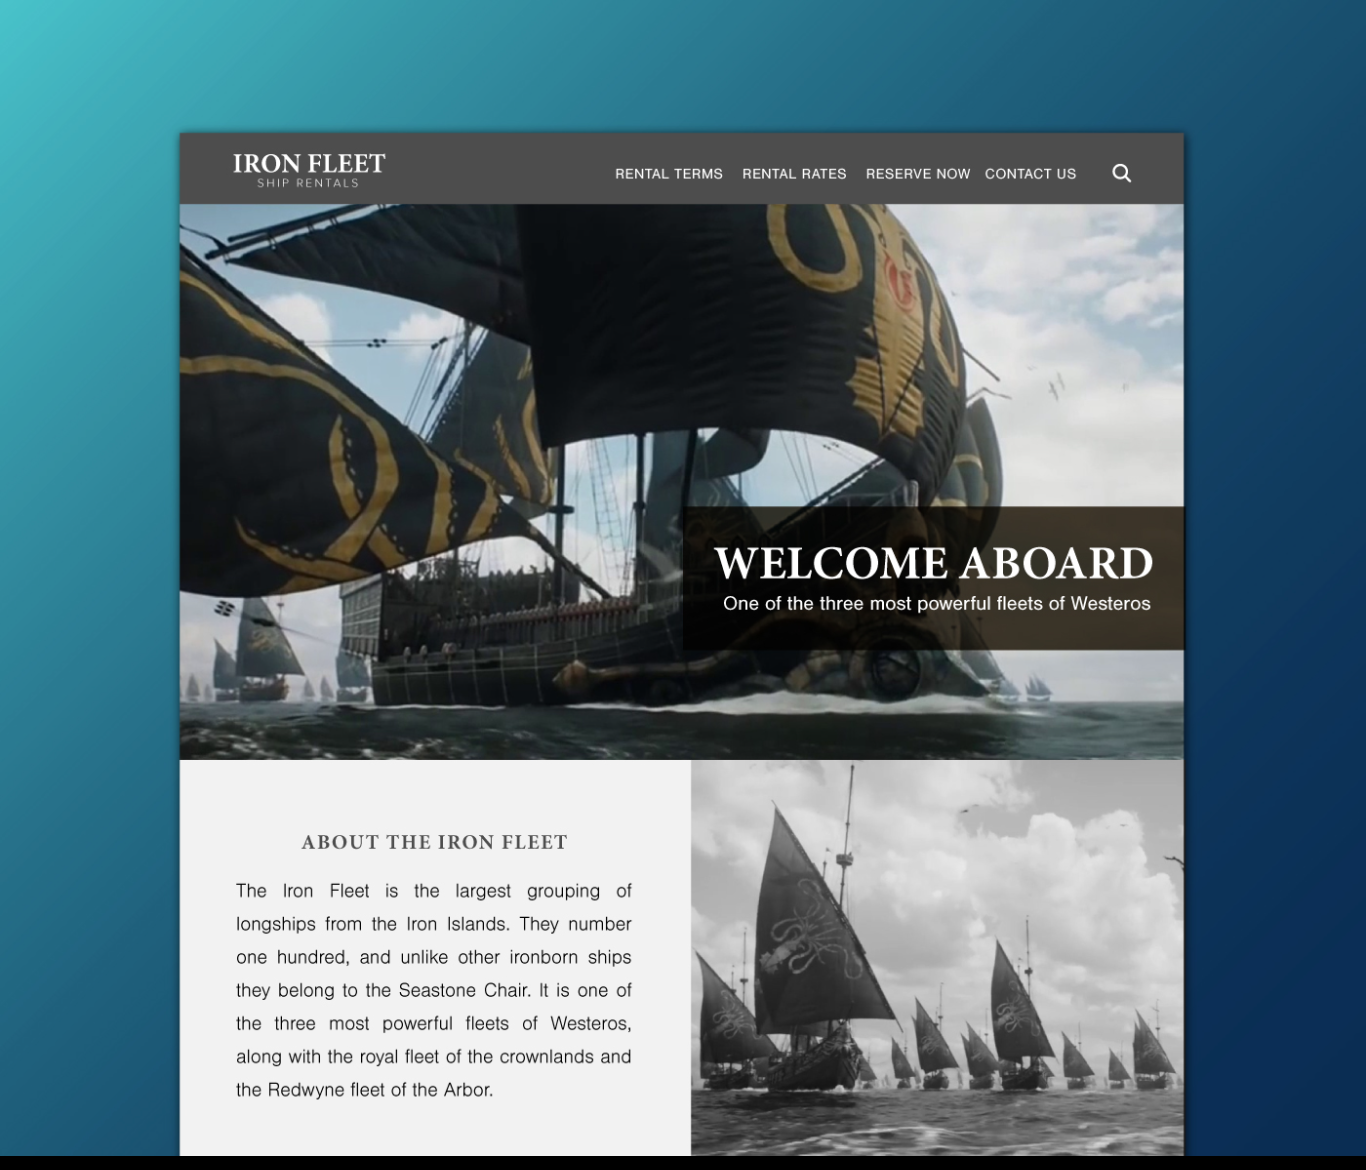 IRON FLEET
SHIP RENTALS
RENTAL TERMS RENTAL RATES RESERVE NOW CONTACT US
WELCOME ABOARD
One of the three most powerful fleets of Westeros
ABOUT THE IRON FLEET
The Iron Fleet is the largest grouping of
longships from the Iron Islands. They number
one hundred, and unlike other ironborn ships
they belong to the Seastone Chair. It is one of
the three most powerful fleets of Westeros,
along with the royal fleet of the crownlands and
the Redwyne fleet of the Arbor.